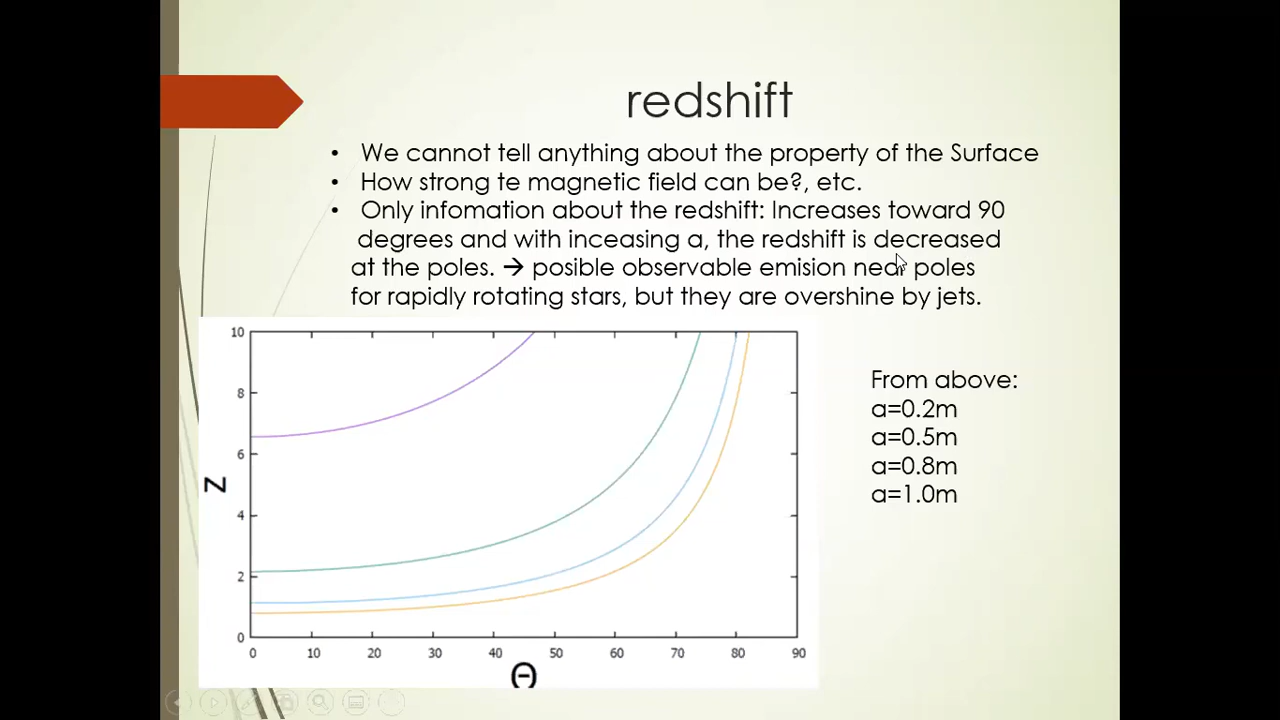 redshift
• We cannot tell anything about the property of the Surface
• How strong te magnetic field can be?, etc.
• Only infomation about the redshift: Increases toward 90
degrees and with inceasing a, the redshift is decreased
at the poles. → posible observable emision near poles
for rapidly rotating stars, but they are overshine by jets.
10
8
6
4
2
0
z
0 10 20 30 40 50 60 70 80 90
Θ
From above:
a=0.2m
a=0.5m
a=0.8m
a=1.0m